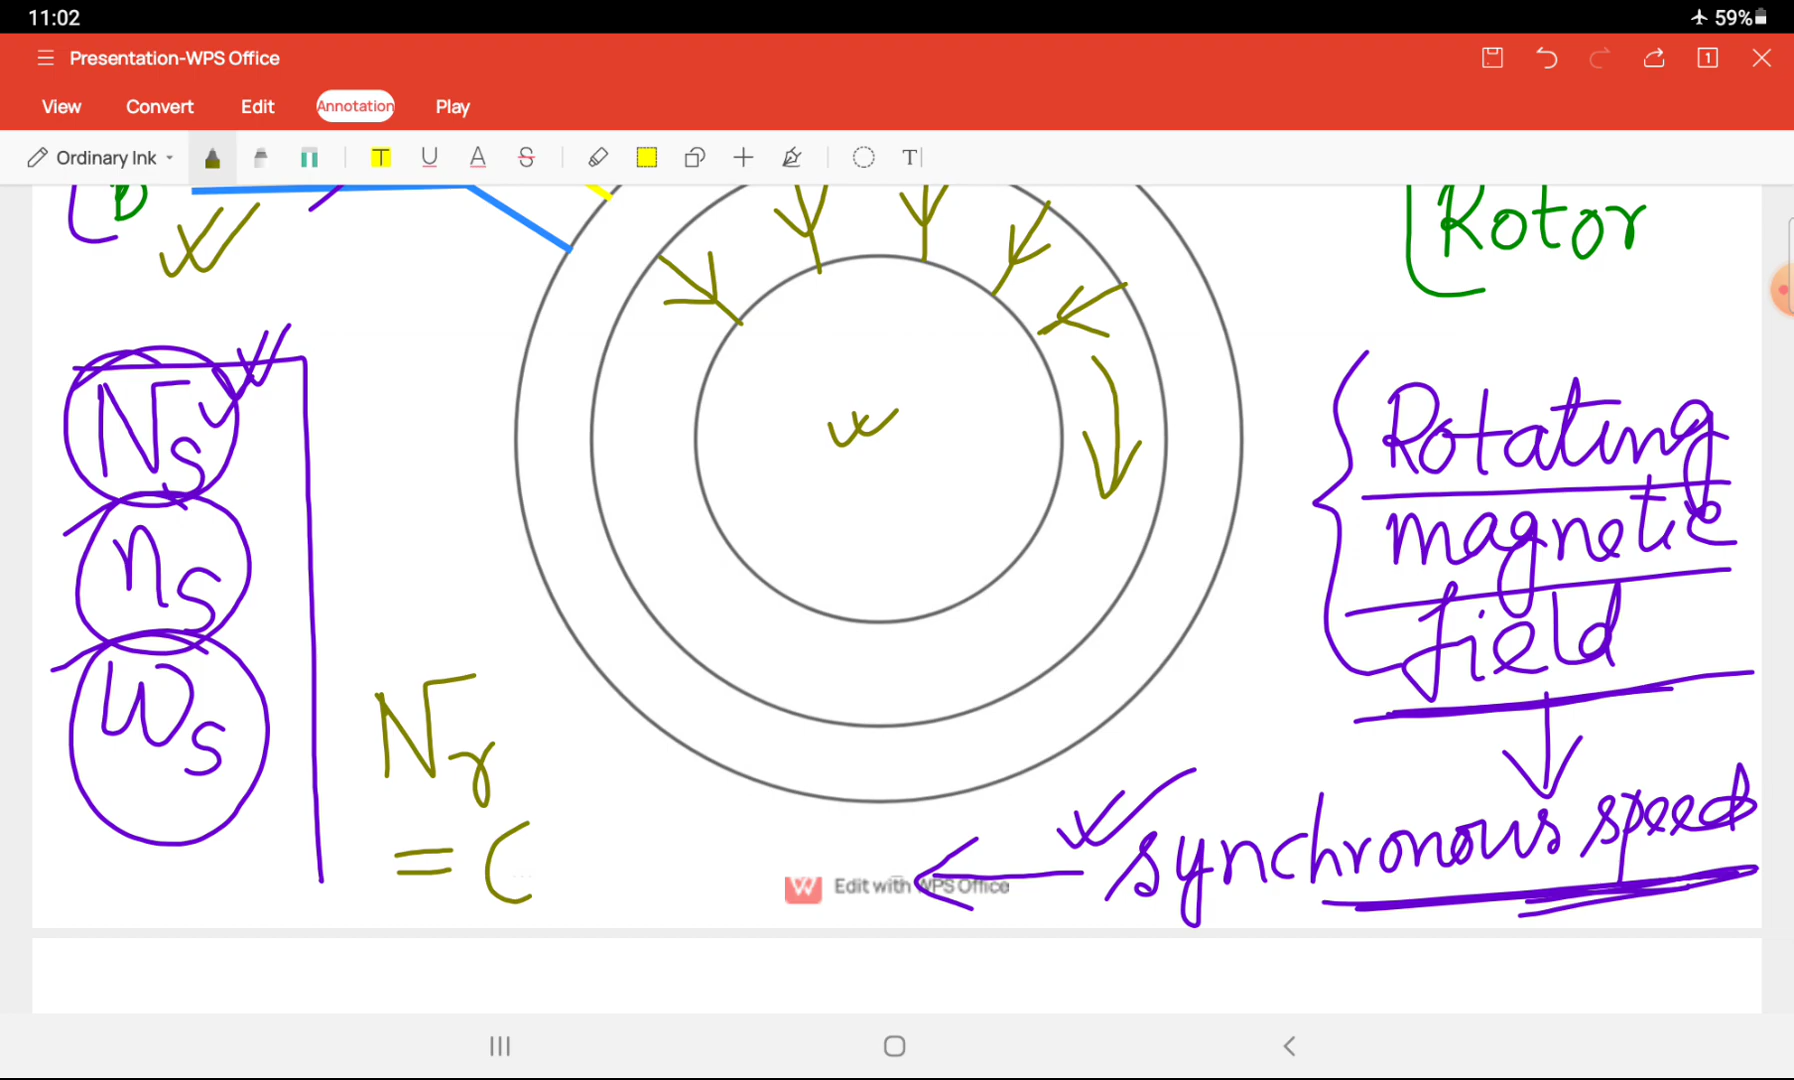 11:02
59%
Presentation-WPS Office
1
View Convert Edit Annotation Play
Ordinary Ink T U A S T
B
Rotor
Ns
ns
Ws
Rotating
magnetic
field
Nr
=
synchronous speed
Edit with WPS Office